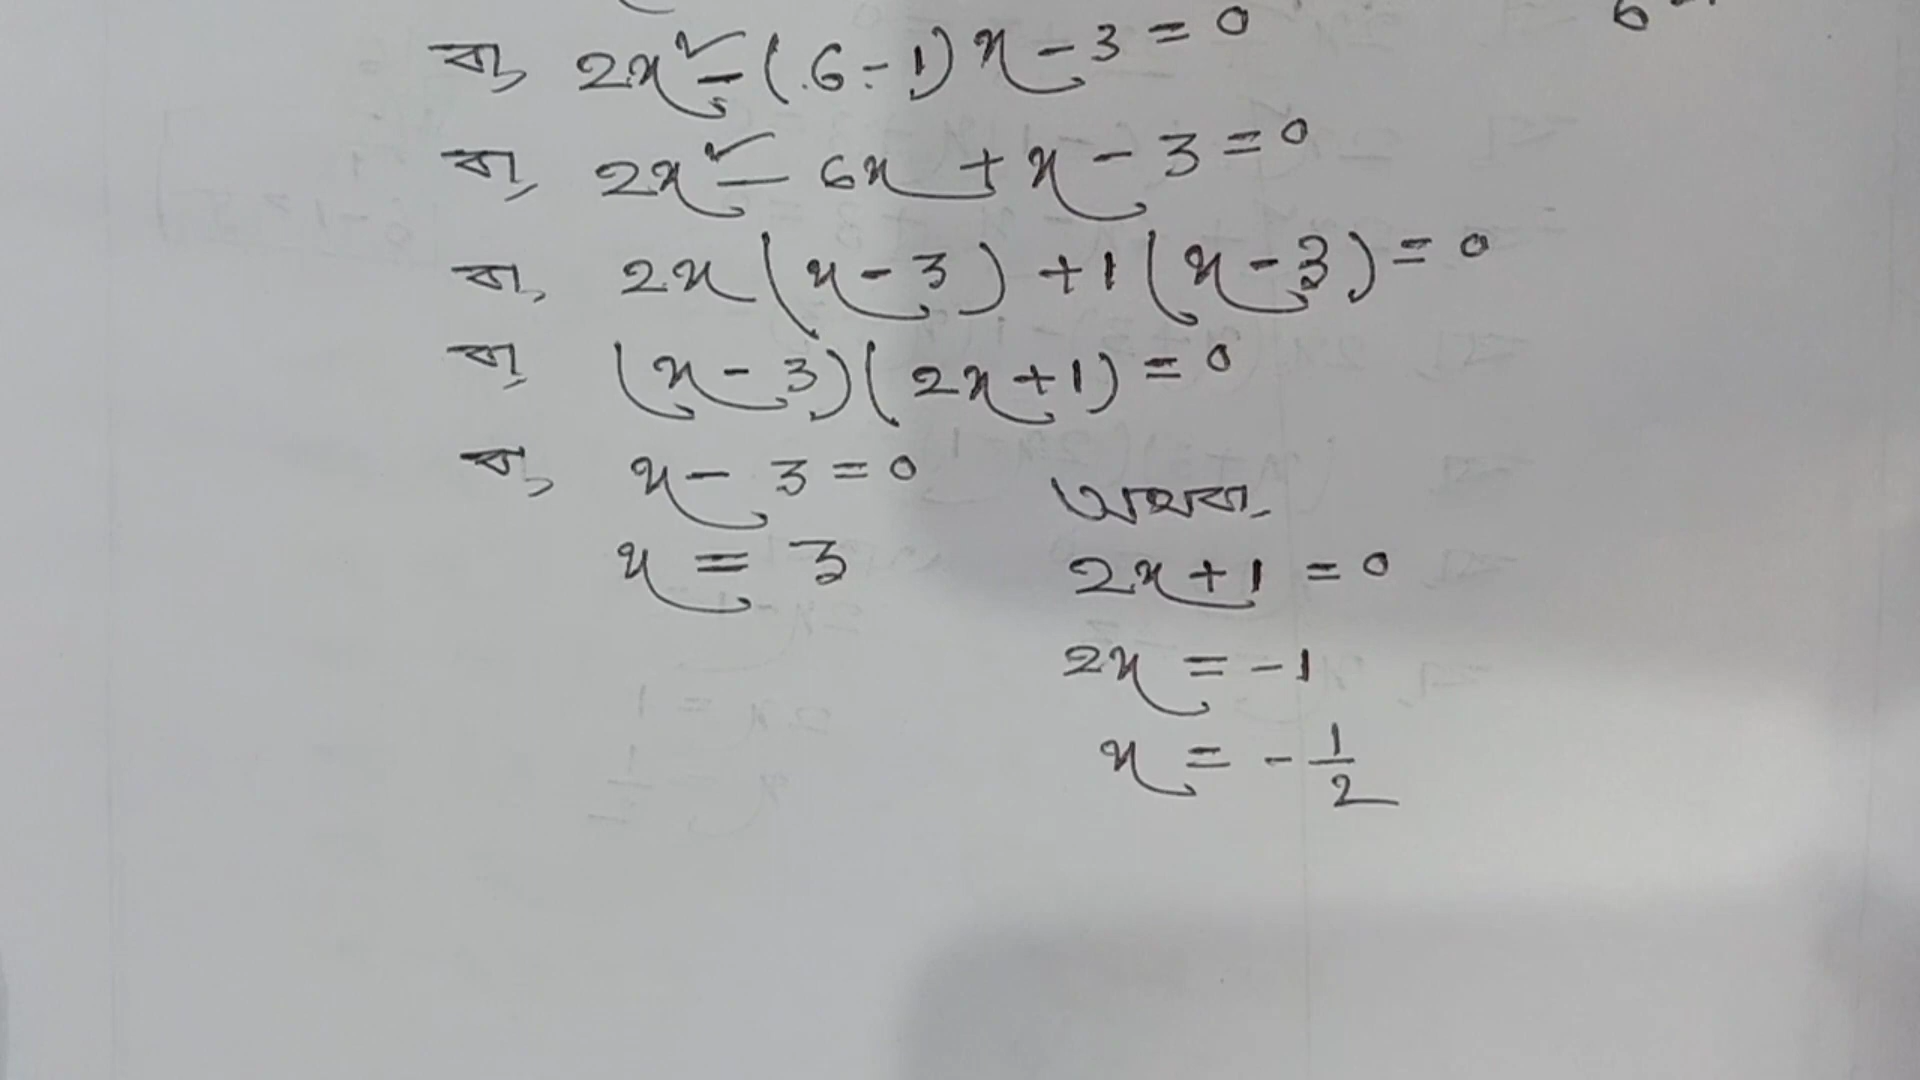 বা, 2x² - (6 - 1)x - 3 = 0
বা, 2x² - 6x + x - 3 = 0
বা, 2x(x - 3) + 1(x - 3) = 0
বা, (x - 3)(2x + 1) = 0
বা, x - 3 = 0
x = 3
অথবা,
2x + 1 = 0
2x = -1
x = -1/2